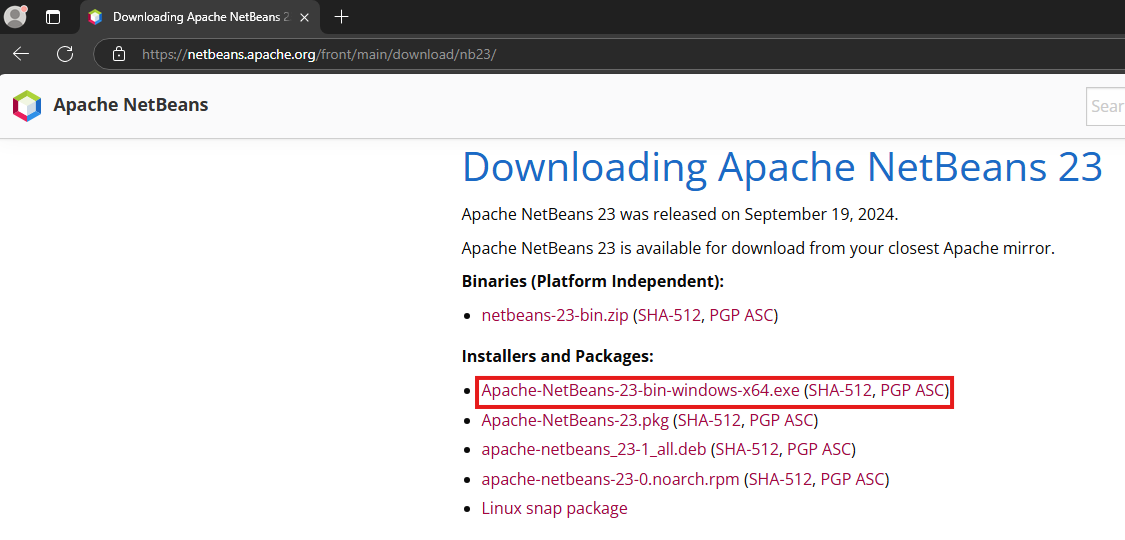 Downloading Apache NetBeans 2
https://netbeans.apache.org/front/main/download/nb23/
Apache NetBeans
Sear
Downloading Apache NetBeans 23
Apache NetBeans 23 was released on September 19, 2024.
Apache NetBeans 23 is available for download from your closest Apache mirror.
Binaries (Platform Independent):
netbeans-23-bin.zip (SHA-512, PGP ASC)
Installers and Packages:
Apache-NetBeans-23-bin-windows-x64.exe (SHA-512, PGP ASC)
Apache-NetBeans-23.pkg (SHA-512, PGP ASC)
apache-netbeans_23-1_all.deb (SHA-512, PGP ASC)
apache-netbeans-23-0.noarch.rpm (SHA-512, PGP ASC)
Linux snap package